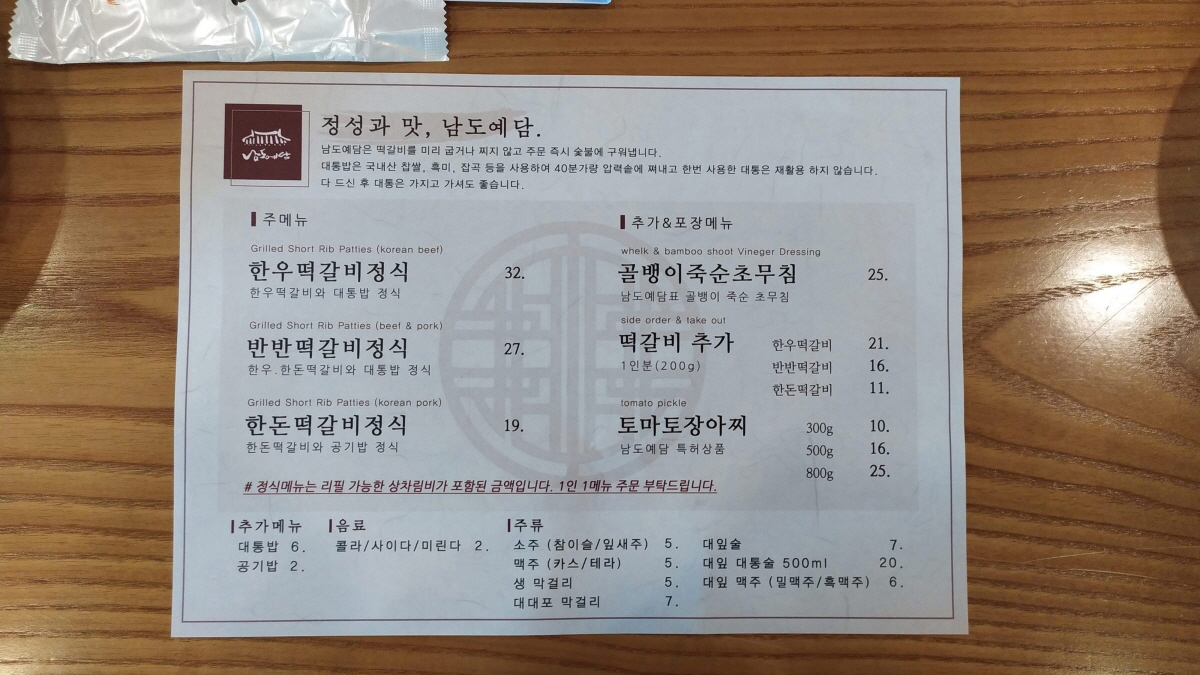 남도예담
정성과 맛, 남도예담.
남도예담은 떡갈비를 미리 굽거나 찌지 않고 주문 즉시 숯불에 구워냅니다.
대통밥은 국내산 찹쌀, 흑미, 잡곡 등을 사용하여 40분가량 압력솥에 쪄내고 한번 사용한 대통은 재활용 하지 않습니다.
다 드신 후 대통은 가지고 가셔도 좋습니다.
주메뉴
Grilled Short Rib Patties (korean beef)
한우떡갈비정식 32.
한우떡갈비와 대통밥 정식
Grilled Short Rib Patties (beef & pork)
반반떡갈비정식 27.
한우.한돈떡갈비와 대통밥 정식
Grilled Short Rib Patties (korean pork)
한돈떡갈비정식 19.
한돈떡갈비와 공기밥 정식
추가&포장메뉴
whelk & bamboo shoot Vineger Dressing
골뱅이죽순초무침 25.
남도예담표 골뱅이 죽순 초무침
side order & take out
떡갈비 추가 한우떡갈비 21.
1인분(200g) 반반떡갈비 16.
한돈떡갈비 11.
tomato pickle
토마토장아찌 300g 10.
남도예담 특허상품 500g 16.
800g 25.
# 정식메뉴는 리필 가능한 상차림비가 포함된 금액입니다. 1인 1메뉴 주문 부탁드립니다.
추가메뉴
대통밥 6.
공기밥 2.
음료
콜라/사이다/미린다 2.
주류
소주 (참이슬/잎새주) 5.
맥주 (카스/테라) 5.
생 막걸리 5.
대대포 막걸리 7.
대잎술 7.
대잎 대통술 500ml 20.
대잎 맥주 (밀맥주/흑맥주) 6.